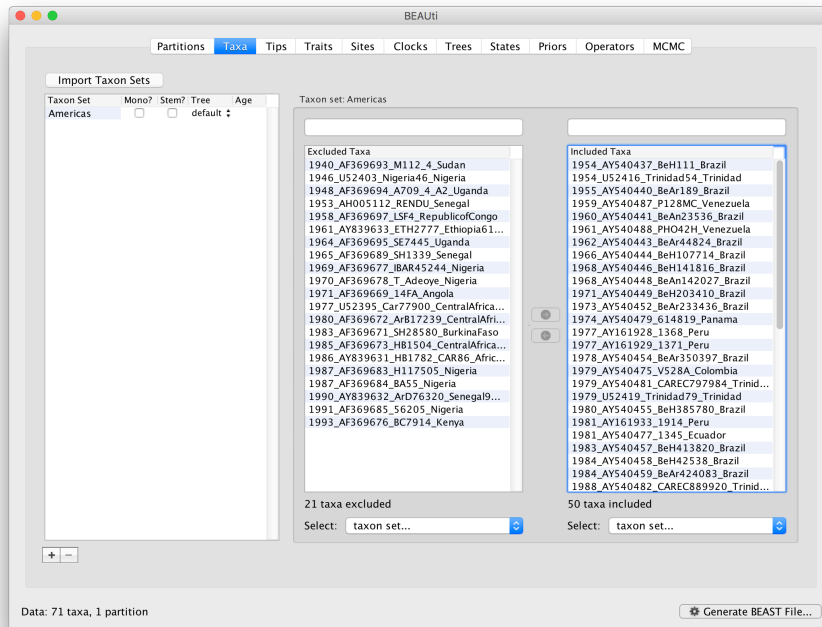 BEAUti
Partitions Taxa Tips Traits Sites Clocks Trees States Priors Operators MCMC
Import Taxon Sets
Taxon Set Mono? Stem? Tree Age
Americas default
Taxon set: Americas
Excluded Taxa
1940_AF369693_M112_4_Sudan
1946_U52403_Nigeria46_Nigeria
1948_AF369694_A709_4_A2_Uganda
1953_AH005112_RENDU_Senegal
1958_AF369697_LSF4_RepublicofCongo
1961_AY839633_ETH2777_Ethiopia61...
1964_AF369695_SE7445_Uganda
1965_AF369689_SH1339_Senegal
1969_AF369677_IBAR45244_Nigeria
1970_AF369678_T_Adeoye_Nigeria
1971_AF369669_14FA_Angola
1977_U52395_Car77900_CentralAfrica...
1980_AF369672_ArB17239_CentralAfri...
1983_AF369671_SH28580_BurkinaFaso
1985_AF369673_HB1504_CentralAfrica...
1986_AY839631_HB1782_CAR86_Afric...
1987_AF369683_H117505_Nigeria
1987_AF369684_BA55_Nigeria
1990_AY839632_ArD76320_Senegal9...
1991_AF369685_56205_Nigeria
1993_AF369676_BC7914_Kenya
21 taxa excluded
Select: taxon set...
Included Taxa
1954_AY540437_BeH111_Brazil
1954_U52416_Trinidad54_Trinidad
1955_AY540440_BeAr189_Brazil
1959_AY540487_P128MC_Venezuela
1960_AY540441_BeAn23536_Brazil
1961_AY540488_PHO42H_Venezuela
1962_AY540443_BeAr44824_Brazil
1966_AY540444_BeH107714_Brazil
1968_AY540446_BeH141816_Brazil
1968_AY540448_BeAn142027_Brazil
1971_AY540449_BeH203410_Brazil
1973_AY540452_BeAr233436_Brazil
1974_AY540479_614819_Panama
1977_AY161928_1368_Peru
1977_AY161929_1371_Peru
1978_AY540454_BeAr350397_Brazil
1979_AY540475_V528A_Colombia
1979_AY540481_CAREC797984_Trinid...
1979_U52419_Trinidad79_Trinidad
1980_AY540455_BeH385780_Brazil
1981_AY161933_1914_Peru
1981_AY540477_1345_Ecuador
1983_AY540457_BeH413820_Brazil
1984_AY540458_BeH42538_Brazil
1984_AY540459_BeAr424083_Brazil
1988_AY540482_CAREC889920_Trinid...
50 taxa included
Select: taxon set...
Data: 71 taxa, 1 partition
Generate BEAST File...